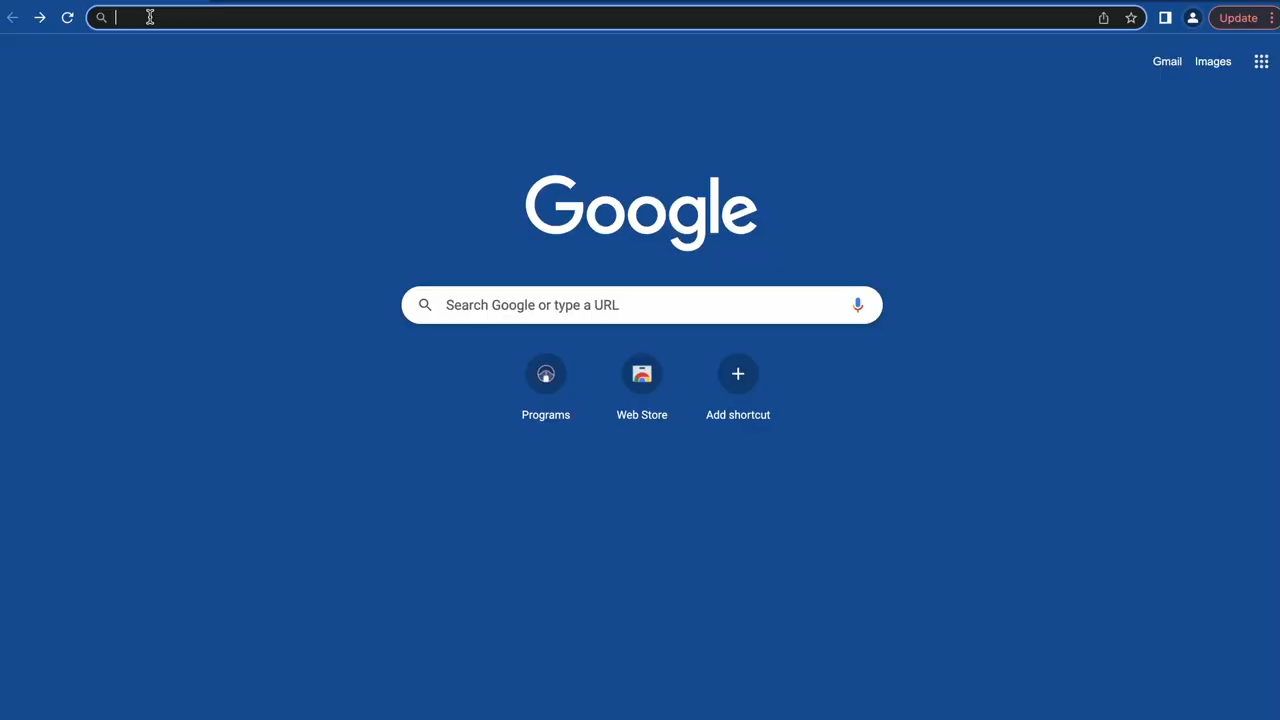 Update
Gmail Images
Google
Search Google or type a URL
Programs Web Store Add shortcut